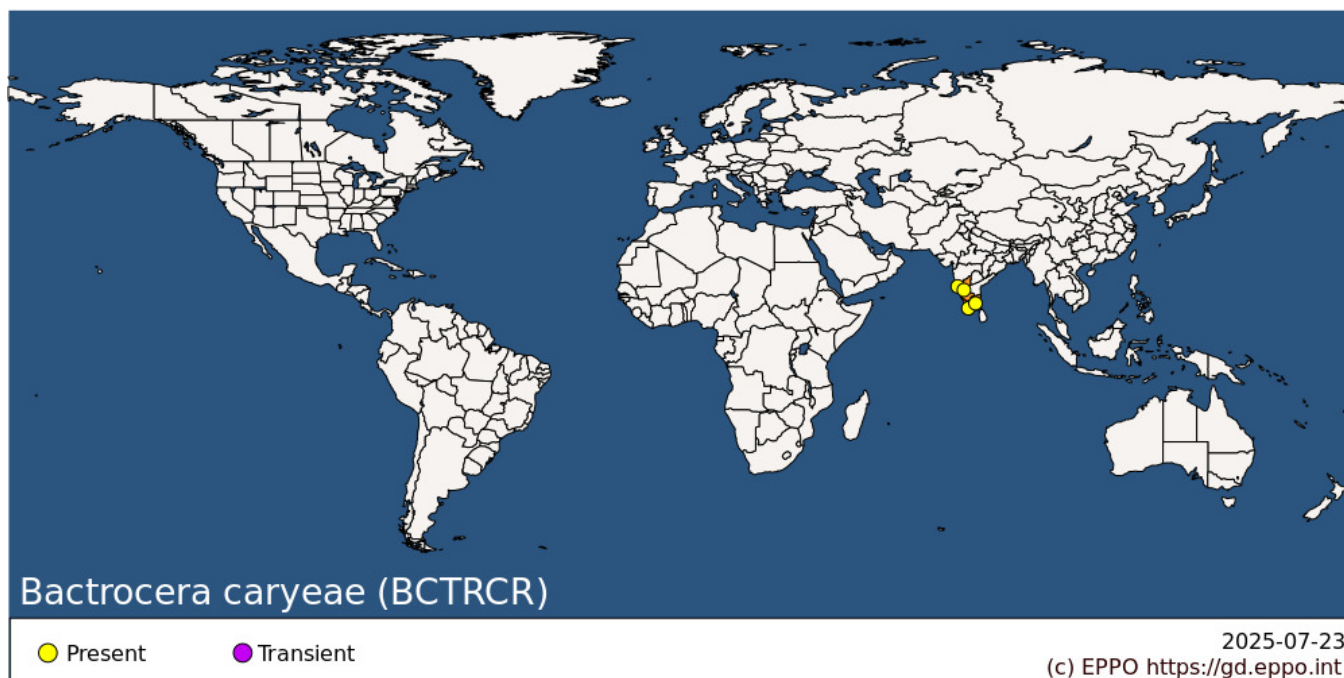 Bactrocera caryeae (BCTRCR)
Present
Transient
2025-07-23
(c) EPPO https://gd.eppo.int